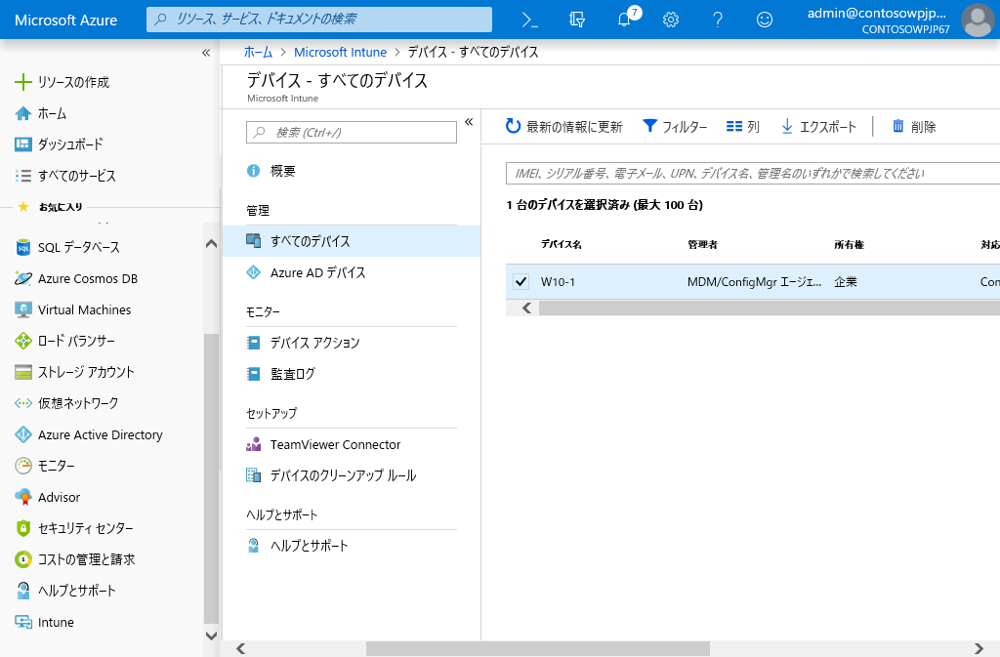 Microsoft Azure
リソース、サービス、ドキュメントの検索
7
admin@contosowpjp...
CONTOSOWPJP67
リソースの作成
ホーム
ダッシュボード
すべてのサービス
お気に入り
SQL データベース
Azure Cosmos DB
Virtual Machines
ロード バランサー
ストレージ アカウント
仮想ネットワーク
Azure Active Directory
モニター
Advisor
セキュリティ センター
コストの管理と請求
ヘルプとサポート
Intune
ホーム > Microsoft Intune > デバイス - すべてのデバイス
デバイス - すべてのデバイス
Microsoft Intune
検索 (Ctrl+/)
概要
管理
すべてのデバイス
Azure AD デバイス
モニター
デバイス アクション
監査ログ
セットアップ
TeamViewer Connector
デバイスのクリーンアップ ルール
ヘルプとサポート
ヘルプとサポート
最新の情報に更新 フィルター 列 エクスポート 削除
IMEI、シリアル番号、電子メール、UPN、デバイス名、管理名のいずれかで検索してください
1 台のデバイスを選択済み (最大 100 台)
デバイス名 管理者 所有権 対応
W10-1 MDM/ConfigMgr エージェ... 企業 Con